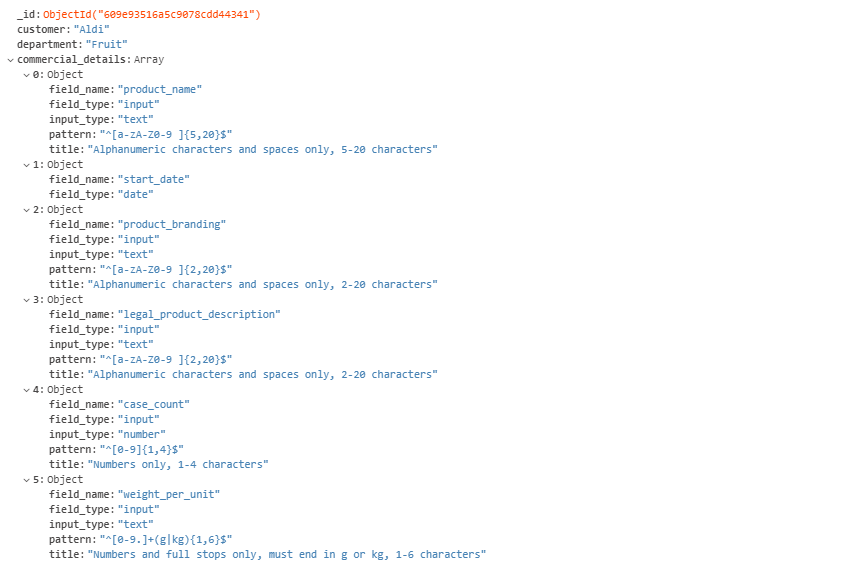 _id:ObjectId("609e93516a5c9078cdd44341")
customer:"Aldi"
department:"Fruit"
commercial_details:Array
0:Object
field_name:"product_name"
field_type:"input"
input_type:"text"
pattern:"^[a-zA-Z0-9 ]{5,20}$"
title:"Alphanumeric characters and spaces only, 5-20 characters"
1:Object
field_name:"start_date"
field_type:"date"
2:Object
field_name:"product_branding"
field_type:"input"
input_type:"text"
pattern:"^[a-zA-Z0-9 ]{2,20}$"
title:"Alphanumeric characters and spaces only, 2-20 characters"
3:Object
field_name:"legal_product_description"
field_type:"input"
input_type:"text"
pattern:"^[a-zA-Z0-9 ]{2,20}$"
title:"Alphanumeric characters and spaces only, 2-20 characters"
4:Object
field_name:"case_count"
field_type:"input"
input_type:"number"
pattern:"^[0-9]{1,4}$"
title:"Numbers only, 1-4 characters"
5:Object
field_name:"weight_per_unit"
field_type:"input"
input_type:"text"
pattern:"^[0-9.]+(g|kg){1,6}$"
title:"Numbers and full stops only, must end in g or kg, 1-6 characters"